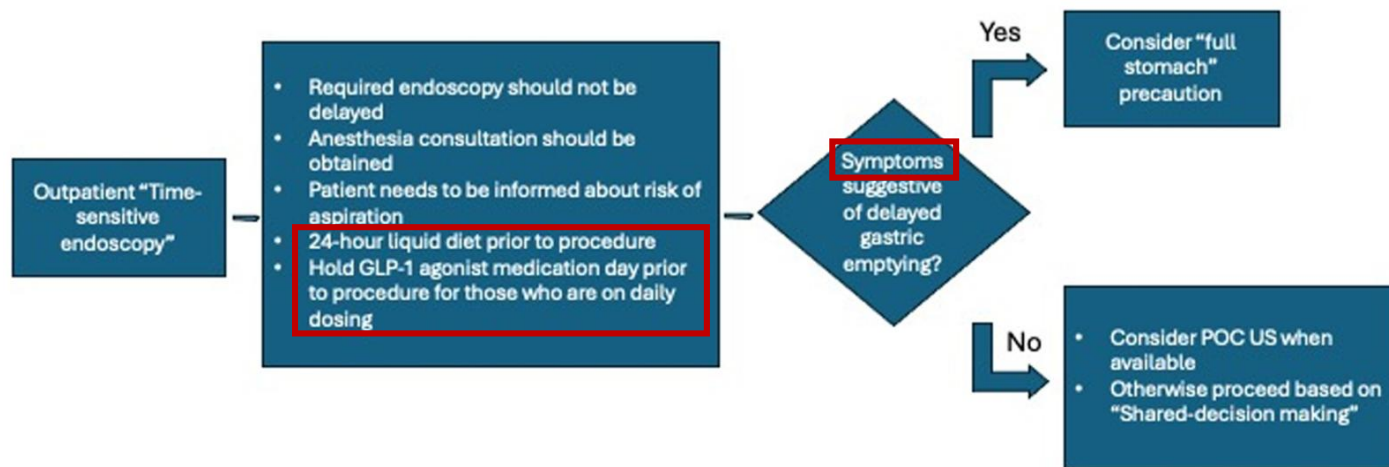 Outpatient “Time-
sensitive
endoscopy”
• Required endoscopy should not be
delayed
• Anesthesia consultation should be
obtained
• Patient needs to be informed about risk of
aspiration
• 24-hour liquid diet prior to procedure
• Hold GLP-1 agonist medication day prior
to procedure for those who are on daily
dosing
Symptoms
suggestive
of delayed
gastric
emptying?
Yes
Consider “full
stomach”
precaution
No
• Consider POC US when
available
• Otherwise proceed based on
“Shared-decision making”